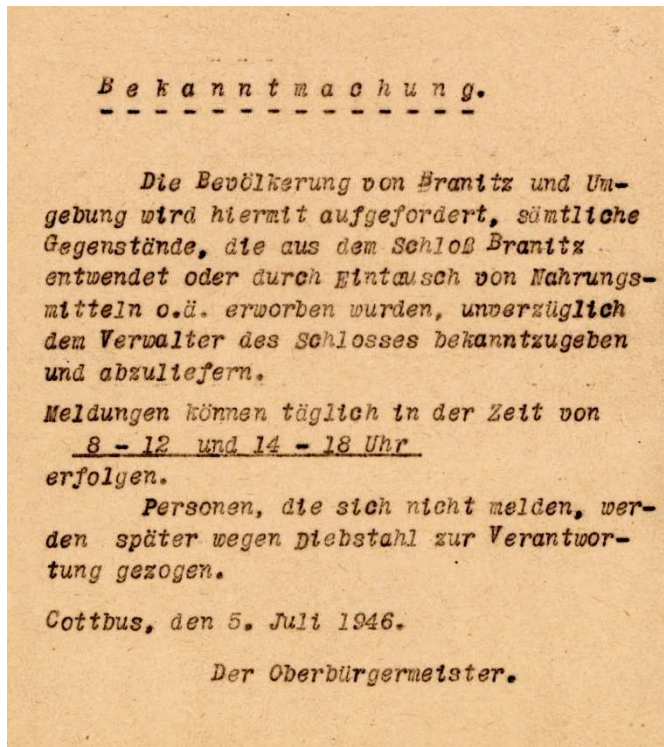 Bekanntmachung.
Die Bevölkerung von Branitz und Um-
gebung wird hiermit aufgefordert, sämtliche
Gegenstände, die aus dem Schloß Branitz
entwendet oder durch Eintausch von Nahrungs-
mitteln o.ä. erworben wurden, unverzüglich
dem Verwalter des Schlosses bekanntzugeben
und abzuliefern.
Meldungen können täglich in der Zeit von
8 - 12 und 14 - 18 Uhr
erfolgen.
Personen, die sich nicht melden, wer-
den später wegen Diebstahl zur Verantwor-
tung gezogen.
Cottbus, den 5. Juli 1946.
Der Oberbürgermeister.